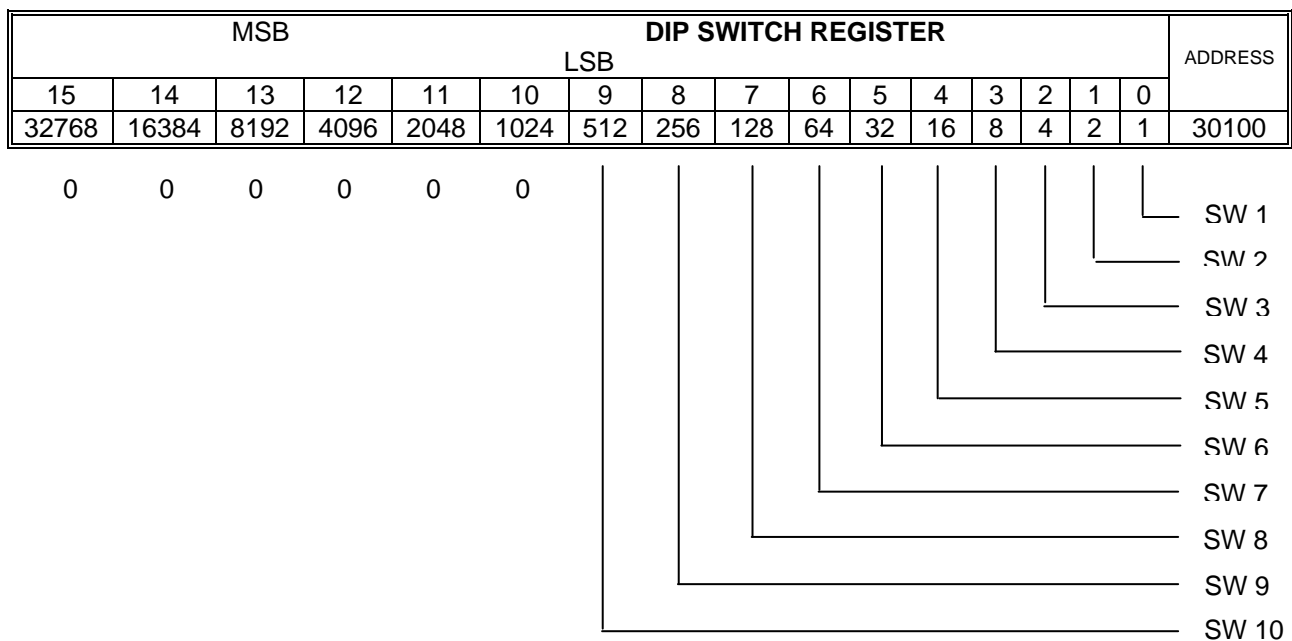 MSB DIP SWITCH REGISTER
LSB
ADDRESS
15 14 13 12 11 10 9 8 7 6 5 4 3 2 1 0
32768 16384 8192 4096 2048 1024 512 256 128 64 32 16 8 4 2 1 30100
0 0 0 0 0 0
SW 1
SW 2
SW 3
SW 4
SW 5
SW 6
SW 7
SW 8
SW 9
SW 10